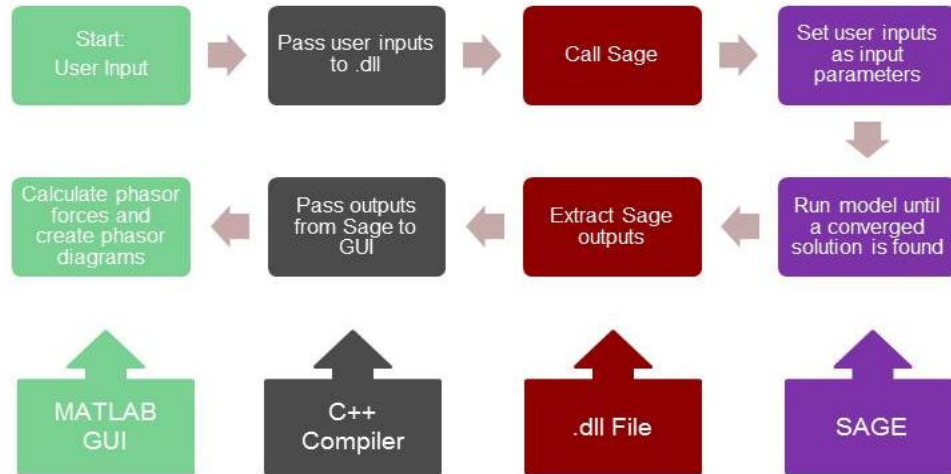 Start:
User Input
Pass user inputs
to .dll
Call Sage
Set user inputs
as input
parameters
Calculate phasor
forces and
create phasor
diagrams
Pass outputs
from Sage to
GUI
Extract Sage
outputs
Run model until
a converged
solution is found
MATLAB
GUI
C++
Compiler
.dll File
SAGE